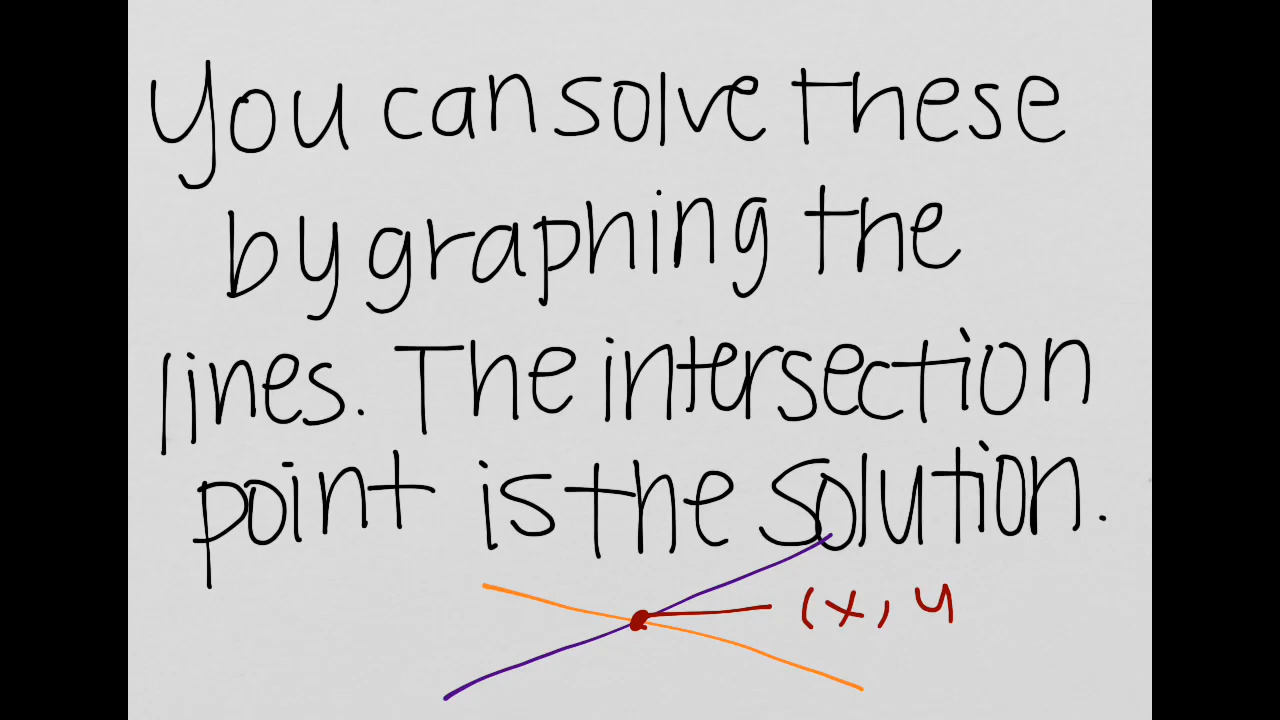 You can solve these
by graphing the
lines. The intersection
point is the solution.
(x, y